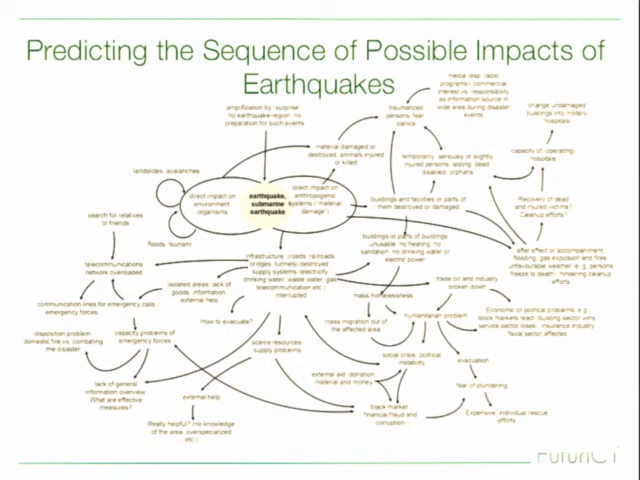 Predicting the Sequence of Possible Impacts of
Earthquakes
media (esp. radio
programs): commercial
interest vs. responsibility
as information source in
wide area during disaster
events
amplification by 'surprise'
no earthquake-region: no
preparation for such events
traumatized
persons, fear
panics
change undamaged
buildings into military
hospitals
material damaged or
destroyed, animals injured
or killed
temporarily, seriously or slightly
injured persons, lasting: dead
disabled, orphans
capacity of (operating)
hospitals
landslides, avalanches
direct impact on
environment
organisms
earthquake,
submarine
earthquake
direct impact on
anthropogenic
systems ("material-
damage")
buildings and facilities or parts of
them destroyed or damaged
Recovery of dead
and injured victims?
Cleanup efforts?
search for relatives
or friends
floods, tsunami
buildings or parts of buildings
unusable: no heating, no
sanitation, no drinking water or
electric power
after effect or accompaniment
flooding, gas explosion and fires
unfavourable weather e.g. persons
freeze to death, hindering cleanup
efforts
telecommunications
network overloaded
infrastructure (roads, railroads,
bridges, tunnels) destroyed
supply systems (electricity,
drinking water, waste water, gas,
telecommunication etc.)
interrupted
isolated areas: lack of
goods, information,
external help
trade on and industry
broken down
communication lines for emergency calls
emergency forces
mass homelessness
How to evacuate?
mass migration out of
the affected area
humanitarian problem
Economic or political problems e.g.
stock markets react, building sector wins
service sector loses, insurance industry
fiscal sector affected
disposition problem:
domestic fire vs. combating
the disaster
capacity problems of
emergency forces
scarce resources
supply problems
social crisis, political
instability
evacuation
external aid, donation
material and money
fear of plundering
lack of general
information overview
What are effective
measures?
external help
black market
financial fraud and
corruption
Expensive: individual rescue
efforts
Really helpful? (no knowledge
of the area, overspecialized
etc.)
FuturICT